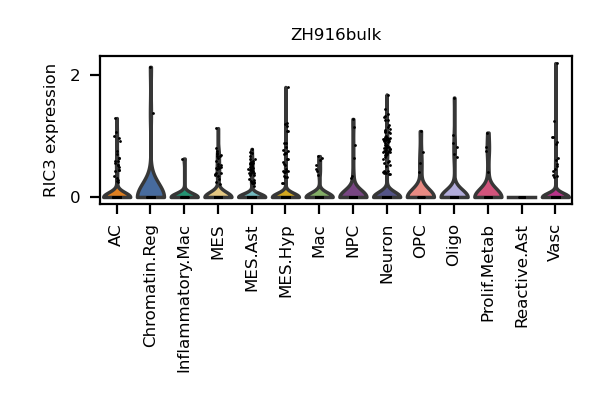 ZH916bulk
RIC3 expression
2
0
AC
Chromatin.Reg
Inflammatory.Mac
MES
MES.Ast
MES.Hyp
Mac
NPC
Neuron
OPC
Oligo
Prolif.Metab
Reactive.Ast
Vasc